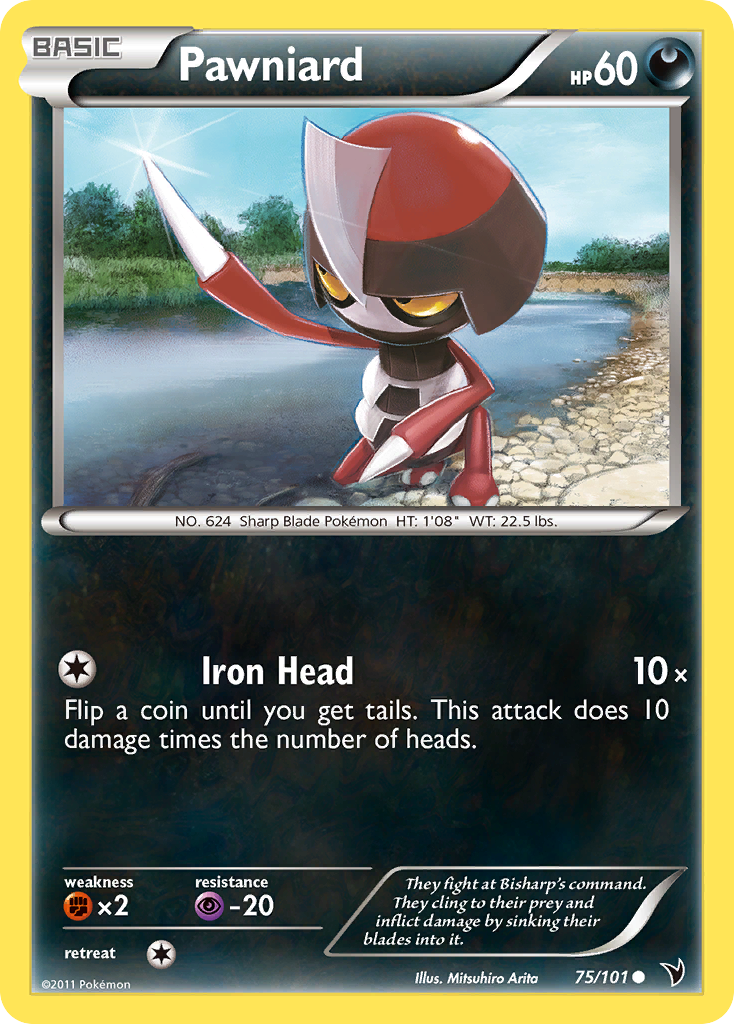 BASIC
Pawniard
HP60
NO. 624 Sharp Blade Pokémon HT: 1'08" WT: 22.5 lbs.
Iron Head
10×
Flip a coin until you get tails. This attack does 10
damage times the number of heads.
weakness
×2
resistance
-20
retreat
They fight at Bisharp's command.
They cling to their prey and
inflict damage by sinking their
blades into it.
©2011 Pokémon
Illus. Mitsuhiro Arita
75/101